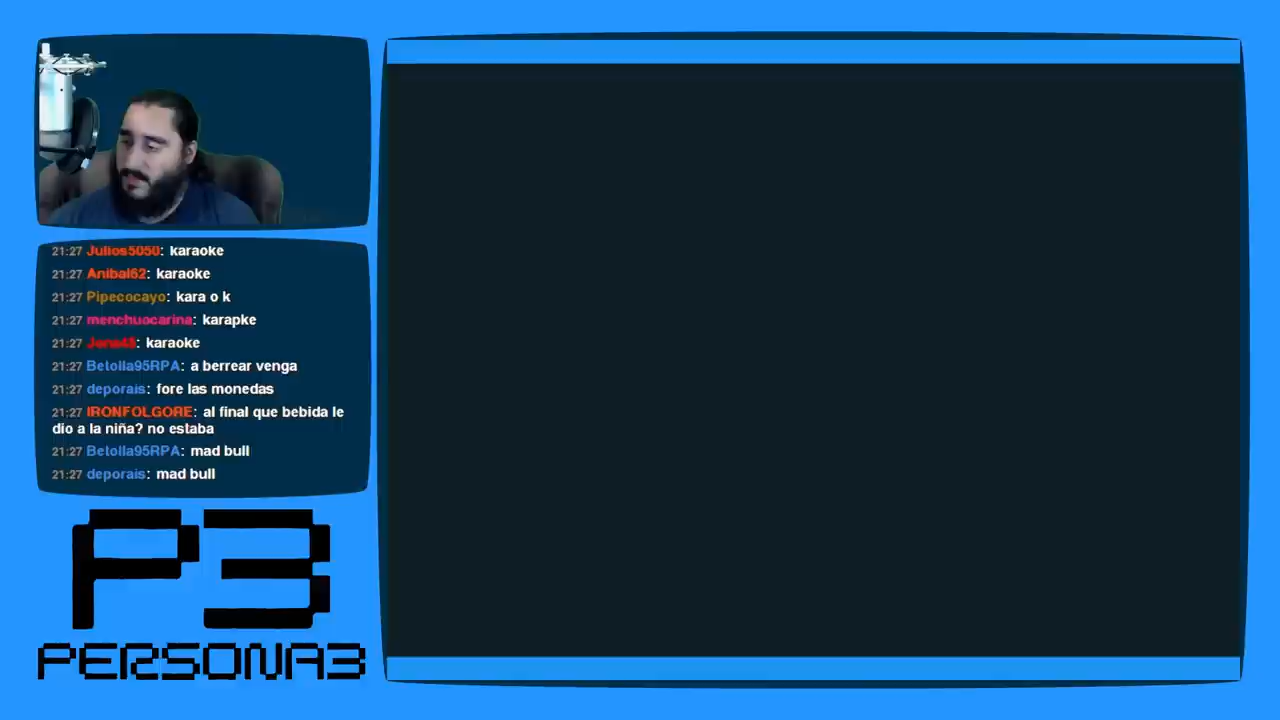 21:27 Julios5050: karaoke
21:27 Anibal62: karaoke
21:27 Pipecocayo: kara o k
21:27 menchuocarina: karapke
21:27 Jona45: karaoke
21:27 Betolla95RPA: a berrear venga
21:27 deporais: fore las monedas
21:27 IRONFOLGORE: al final que bebida le
dio a la niña? no estaba
21:27 Betolla95RPA: mad bull
21:27 deporais: mad bull
P3
PERSONA3